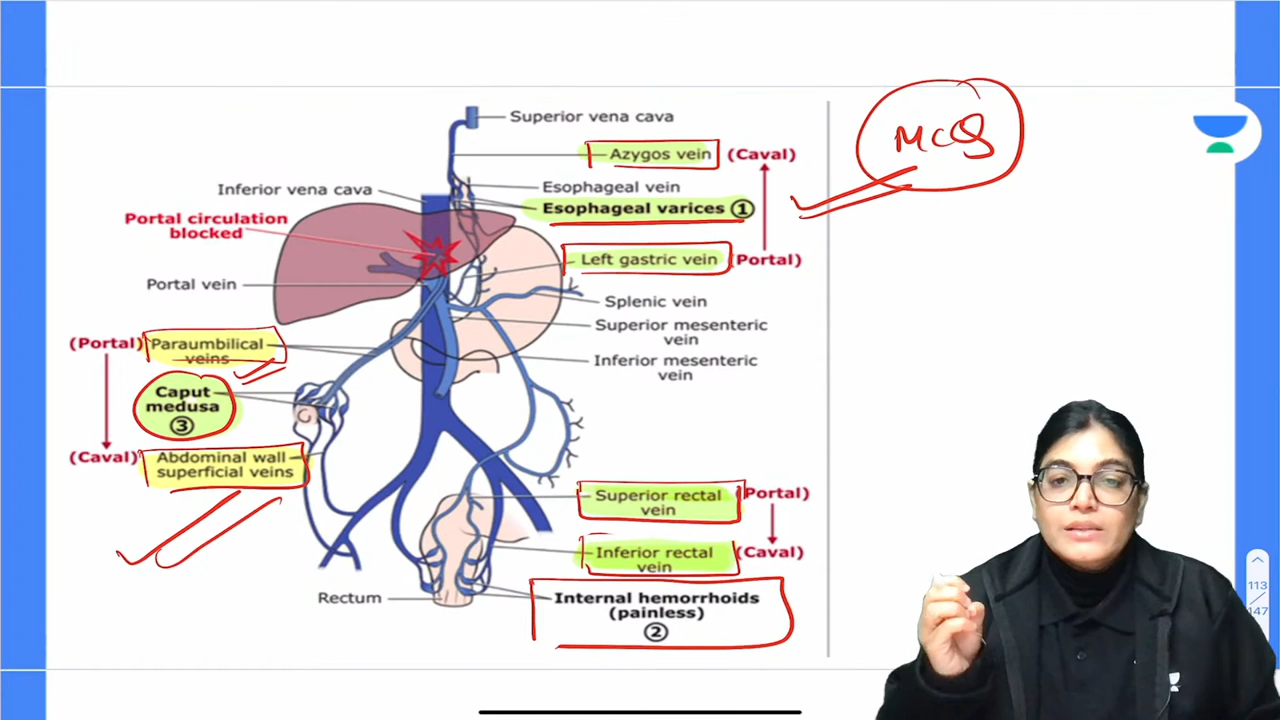 MCQ
Superior vena cava
Azygos vein (Caval)
Inferior vena cava
Esophageal vein
Esophageal varices ①
Portal circulation
blocked
Left gastric vein (Portal)
Portal vein
Splenic vein
Superior mesenteric
vein
Inferior mesenteric
vein
(Portal) Paraumbilical
veins
Caput
medusa
③
(Caval) Abdominal wall
superficial veins
Superior rectal
vein
(Portal)
Inferior rectal
vein
(Caval)
Rectum
Internal hemorrhoids
(painless)
②
113
147